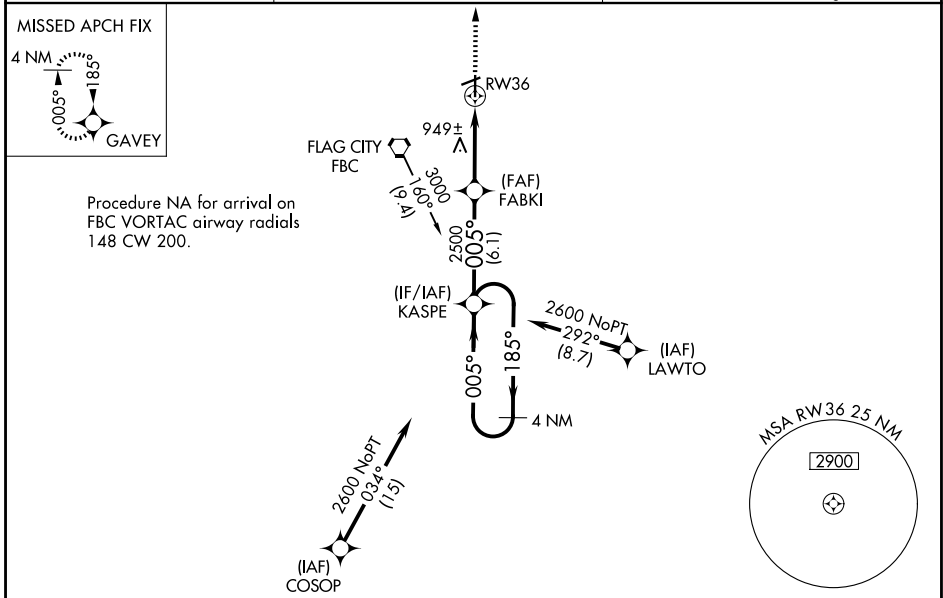 MISSED APCH FIX
4 NM
185°
005°
GAVEY
RW36
949±
FLAG CITY
FBC
3000
160°
(9.4)
(FAF)
FABKI
Procedure NA for arrival on
FBC VORTAC airway radials
148 CW 200.
2500
005°
(6.1)
(IF/IAF)
KASPE
2600 NoPT
292°
(8.7)
(IAF)
LAWTO
005°
185°
4 NM
MSA RW36 25 NM
2900
2600 NoPT
034°
(15)
(IAF)
COSOP